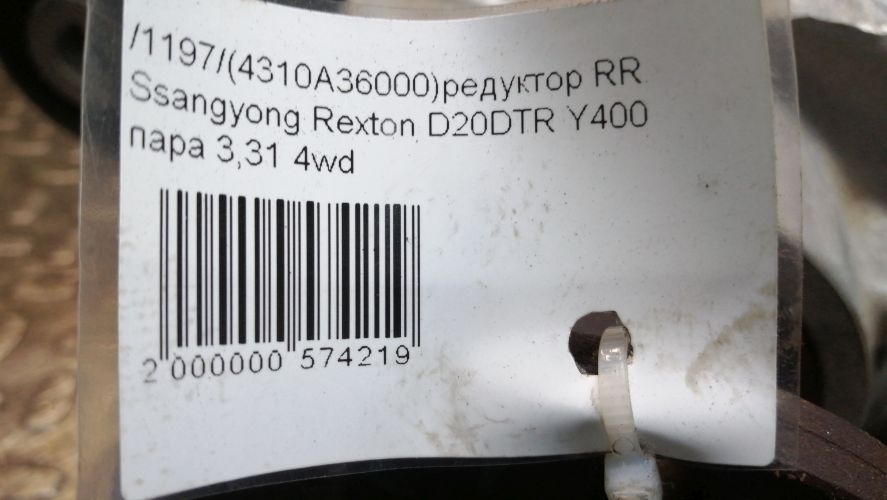 /1197/(4310A36000)редуктор RR
Ssangyong Rexton D20DTR Y400
пара 3,31 4wd
2 000000 574219